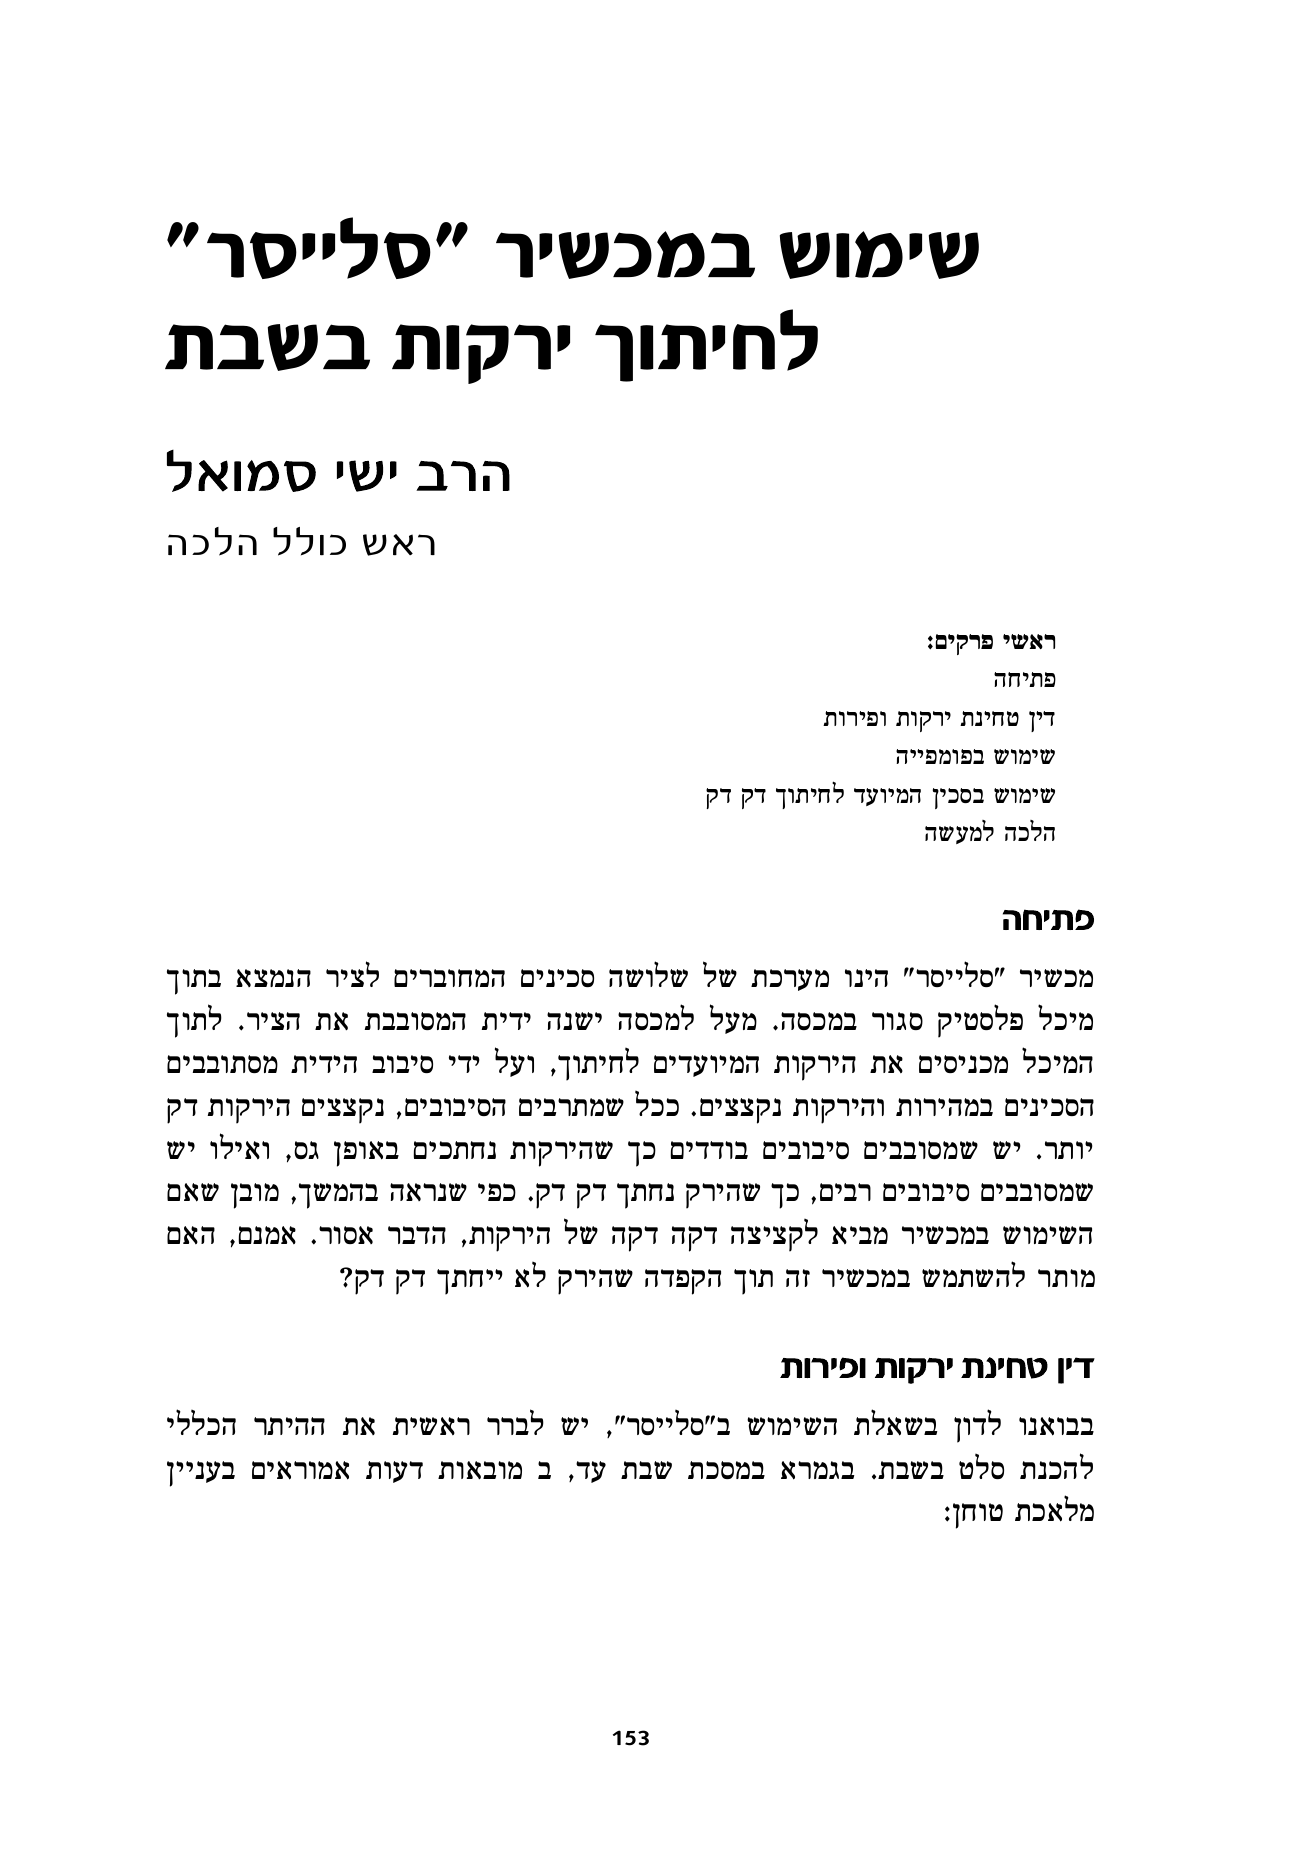 שימוש במכשיר "סלייסר"
לחיתוך ירקות בשבת
הרב ישי סמואל
ראש כולל הלכה
ראשי פרקים:
פתיחה
דין טחינת ירקות ופירות
שימוש בפומפייה
שימוש בסכין המיועד לחיתוך דק דק
הלכה למעשה
פתיחה
מכשיר "סלייסר" הינו מערכת של שלושה סכינים המחוברים לציר הנמצא בתוך
מיכל פלסטיק סגור במכסה. מעל למכסה ישנה ידית המסובבת את הציר. לתוך
המיכל מכניסים את הירקות המיועדים לחיתוך, ועל ידי סיבוב הידית מסתובבים
הסכינים במהירות והירקות נקצצים. ככל שמתרבים הסיבובים, נקצצים הירקות דק
יותר. יש שמסובבים סיבובים בודדים כך שהירקות נחתכים באופן גס, ואילו יש
שמסובבים סיבובים רבים, כך שהירק נחתך דק דק. כפי שנראה בהמשך, מובן שאם
השימוש במכשיר מביא לקציצה דקה דקה של הירקות, הדבר אסור. אמנם, האם
מותר להשתמש במכשיר זה תוך הקפדה שהירק לא ייחתך דק דק?
דין טחינת ירקות ופירות
בבואנו לדון בשאלת השימוש ב"סלייסר", יש לברר ראשית את ההיתר הכללי
להכנת סלט בשבת. בגמרא במסכת שבת עד, ב מובאות דעות אמוראים בעניין
מלאכת טוחן:
153